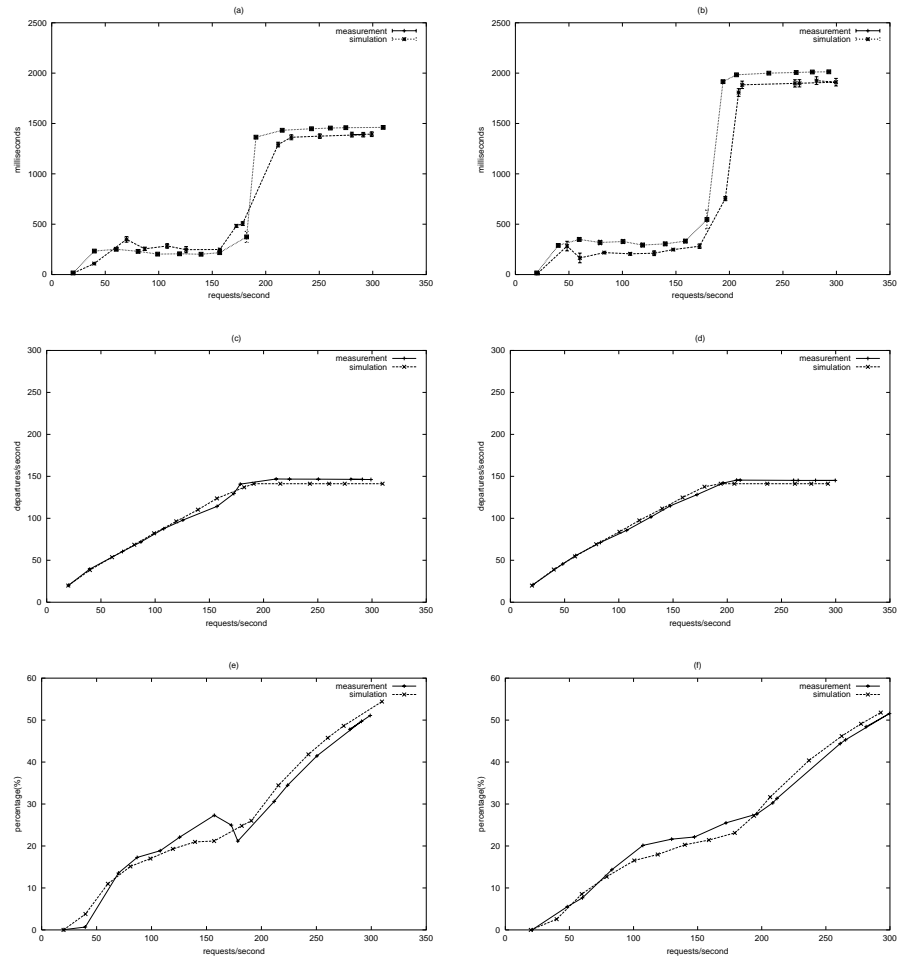 (a)
2500
2000
1500
1000
500
0
milliseconds
measurement
simulation
0 50 100 150 200 250 300 350
requests/second
(b)
2500
2000
1500
1000
500
0
milliseconds
measurement
simulation
0 50 100 150 200 250 300 350
requests/second
(c)
300
250
200
150
100
50
0
departures/second
measurement
simulation
0 50 100 150 200 250 300 350
requests/second
(d)
300
250
200
150
100
50
0
departures/second
measurement
simulation
0 50 100 150 200 250 300 350
requests/second
(e)
60
50
40
30
20
10
0
percentage(%)
measurement
simulation
0 50 100 150 200 250 300 350
requests/second
(f)
60
50
40
30
20
10
0
percentage(%)
measurement
simulation
0 50 100 150 200 250 300
requests/second